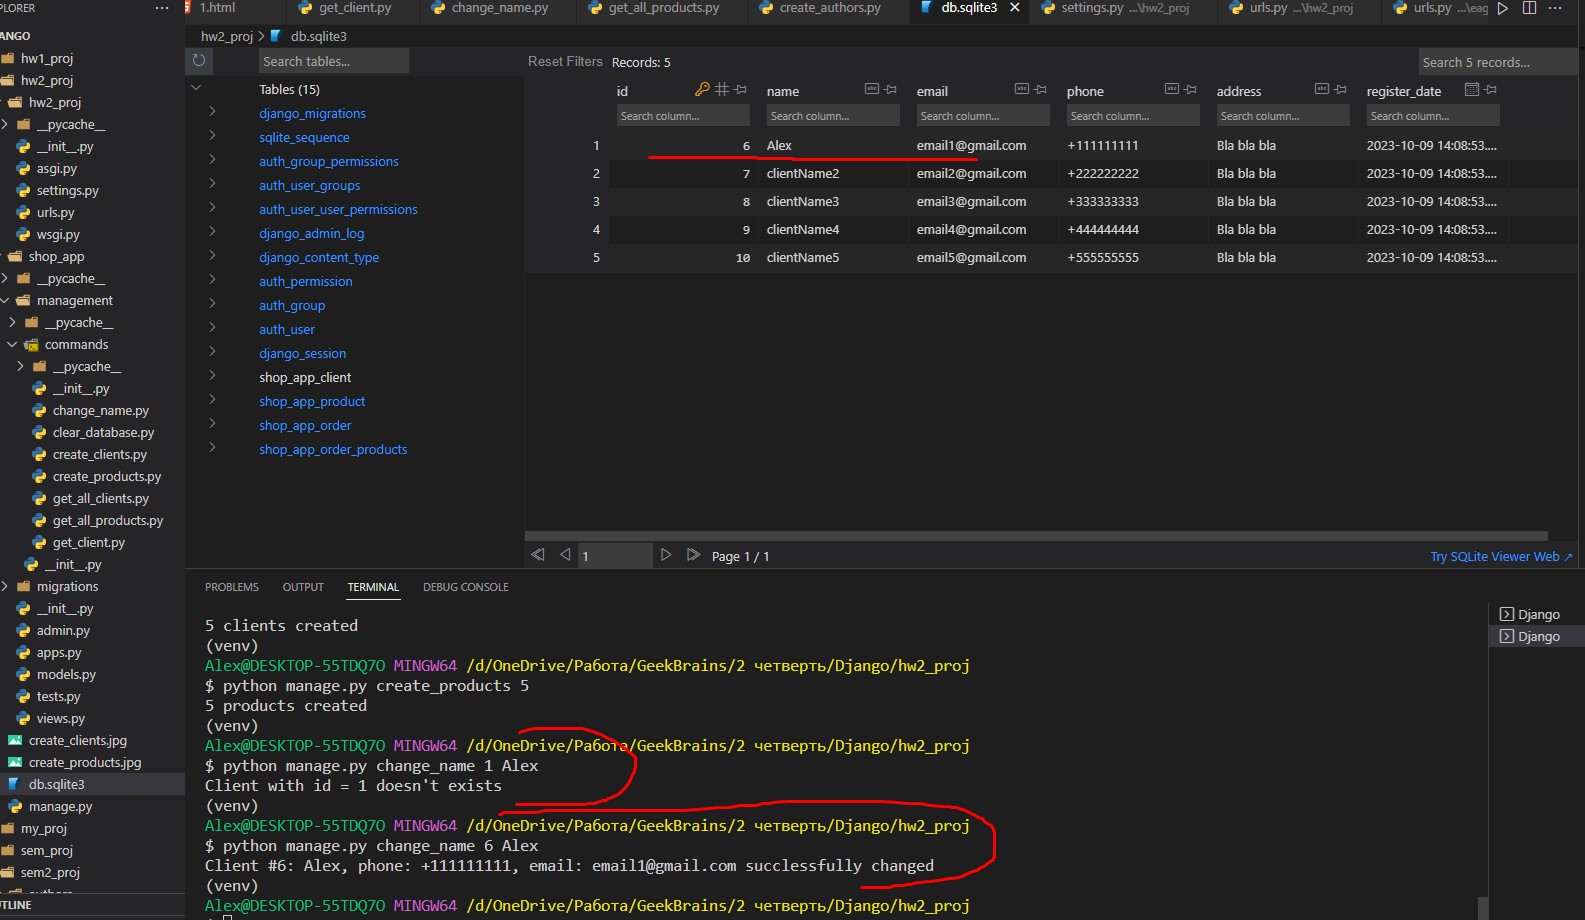 PLORER ···
1.html get_client.py change_name.py get_all_products.py create_authors.py db.sqlite3 settings.py ...\hw2_proj urls.py ...\hw2_proj urls.py ...\eag
ANGO
hw1_proj
hw2_proj
hw2_proj
__pycache__
__init__.py
asgi.py
settings.py
urls.py
wsgi.py
shop_app
__pycache__
management
__pycache__
commands
__pycache__
__init__.py
change_name.py
clear_database.py
create_clients.py
create_products.py
get_all_clients.py
get_all_products.py
get_client.py
__init__.py
migrations
__init__.py
admin.py
apps.py
models.py
tests.py
views.py
create_clients.jpg
create_products.jpg
db.sqlite3
manage.py
my_proj
sem_proj
sem2_proj
TLINE
hw2_proj > db.sqlite3
Search tables...
Tables (15)
django_migrations
sqlite_sequence
auth_group_permissions
auth_user_groups
auth_user_user_permissions
django_admin_log
django_content_type
auth_permission
auth_group
auth_user
django_session
shop_app_client
shop_app_product
shop_app_order
shop_app_order_products
Reset Filters Records: 5 Search 5 records...
id name email phone address register_date
Search column... Search column... Search column... Search column... Search column... Search column...
1 6 Alex email1@gmail.com +111111111 Bla bla bla 2023-10-09 14:08:53....
2 7 clientName2 email2@gmail.com +222222222 Bla bla bla 2023-10-09 14:08:53....
3 8 clientName3 email3@gmail.com +333333333 Bla bla bla 2023-10-09 14:08:53....
4 9 clientName4 email4@gmail.com +444444444 Bla bla bla 2023-10-09 14:08:53....
5 10 clientName5 email5@gmail.com +555555555 Bla bla bla 2023-10-09 14:08:53....
1 Page 1 / 1 Try SQLite Viewer Web ↗
PROBLEMS OUTPUT TERMINAL DEBUG CONSOLE
5 clients created
(venv)
Alex@DESKTOP-55TDQ7O MINGW64 /d/OneDrive/Работа/GeekBrains/2 четверть/Django/hw2_proj
$ python manage.py create_products 5
5 products created
(venv)
Alex@DESKTOP-55TDQ7O MINGW64 /d/OneDrive/Работа/GeekBrains/2 четверть/Django/hw2_proj
$ python manage.py change_name 1 Alex
Client with id = 1 doesn't exists
(venv)
Alex@DESKTOP-55TDQ7O MINGW64 /d/OneDrive/Работа/GeekBrains/2 четверть/Django/hw2_proj
$ python manage.py change_name 6 Alex
Client #6: Alex, phone: +111111111, email: email1@gmail.com succlessfully changed
(venv)
Alex@DESKTOP-55TDQ7O MINGW64 /d/OneDrive/Работа/GeekBrains/2 четверть/Django/hw2_proj
Django
Django